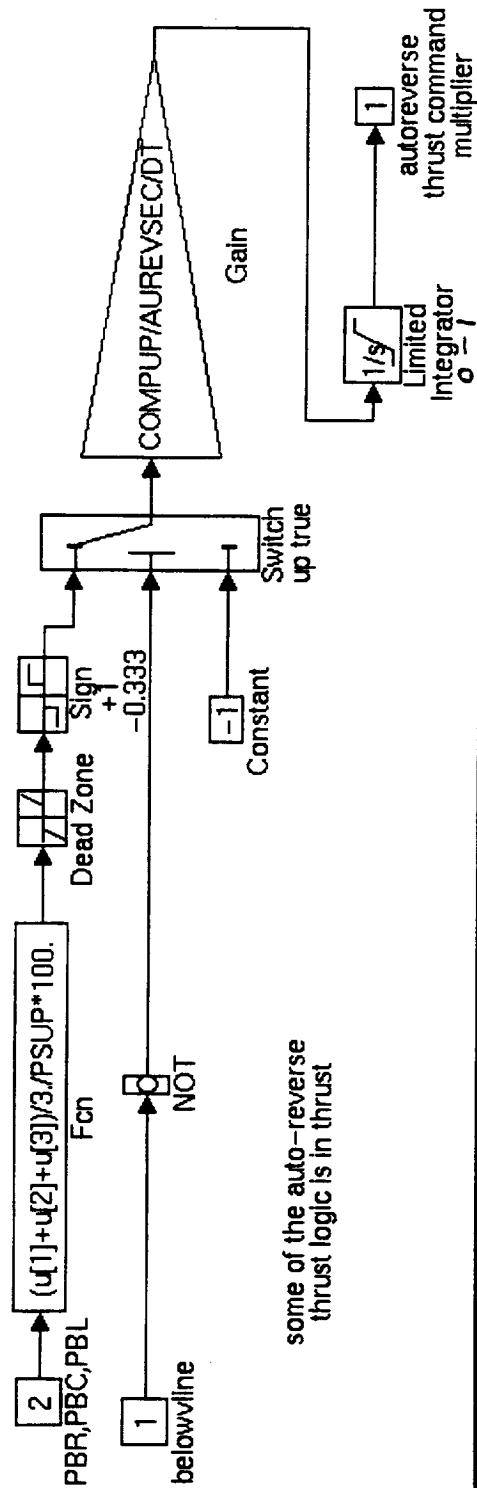 2
PBR,PBC,PBL
(u[1]+u[2]+u[3])/3./PSUP*100.
Fcn
Dead Zone
Sign
+1
-0.333
1
belowvline
NOT
-1
Constant
Switch
up true
COMPUP/AUREVSEC/DT
Gain
1/s
Limited
Integrator
0 - 1
1
autoreverse
thrust command
multiplier
some of the auto-reverse
thrust logic is in thrust